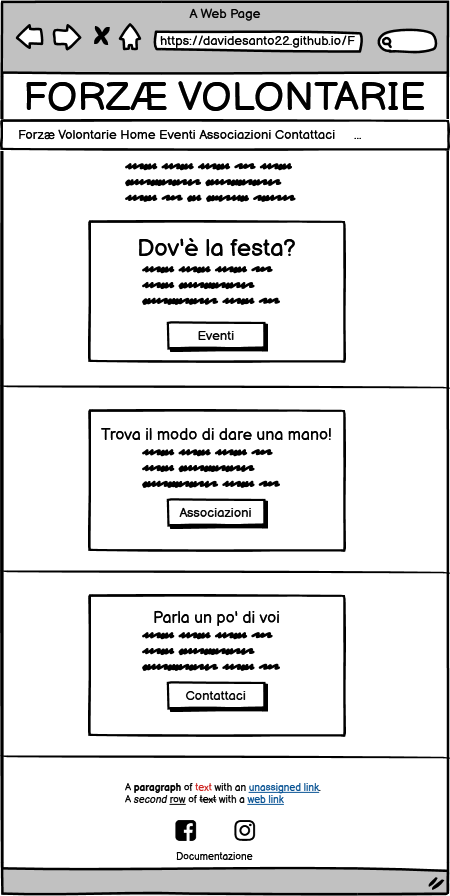 A Web Page
https://davidesanto22.github.io/F
FORZÆ VOLONTARIE
Forzæ Volontarie Home Eventi Associazioni Contattaci ...
Dov'è la festa?
Eventi
Trova il modo di dare una mano!
Associazioni
Parla un po' di voi
Contattaci
A paragraph of text with an unassigned link.
A second row of text with a web link
Documentazione